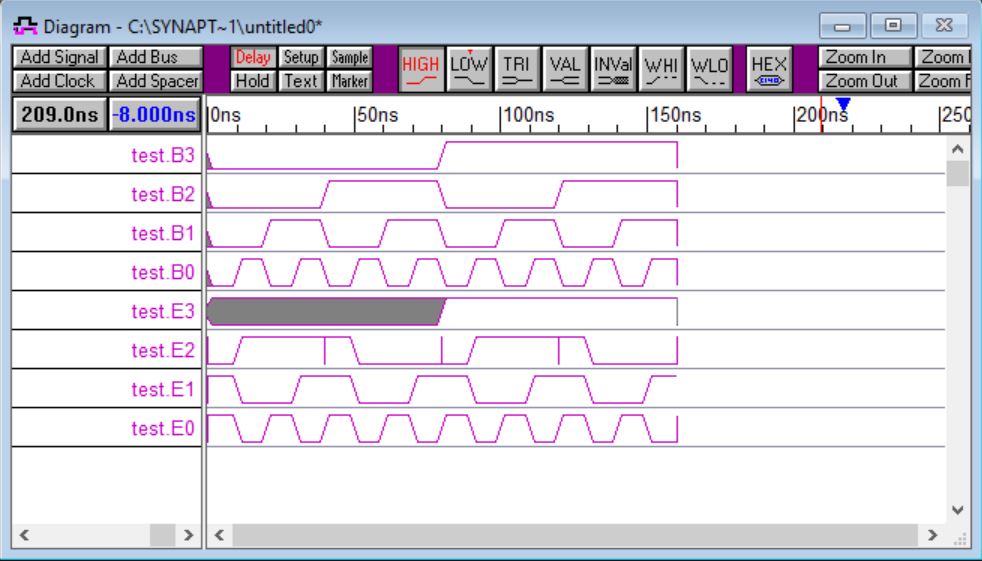 Diagram - C:\SYNAPT~1\untitled0*
Add Signal Add Bus Delay Setup Sample HIGH LOW TRI VAL INVal WHI WLO HEX Zoom In Zoom
Add Clock Add Spacer Hold Text Marker Zoom Out Zoom F
209.0ns -8.000ns 0ns 50ns 100ns 150ns 200ns 250
test.B3
test.B2
test.B1
test.B0
test.E3
test.E2
test.E1
test.E0